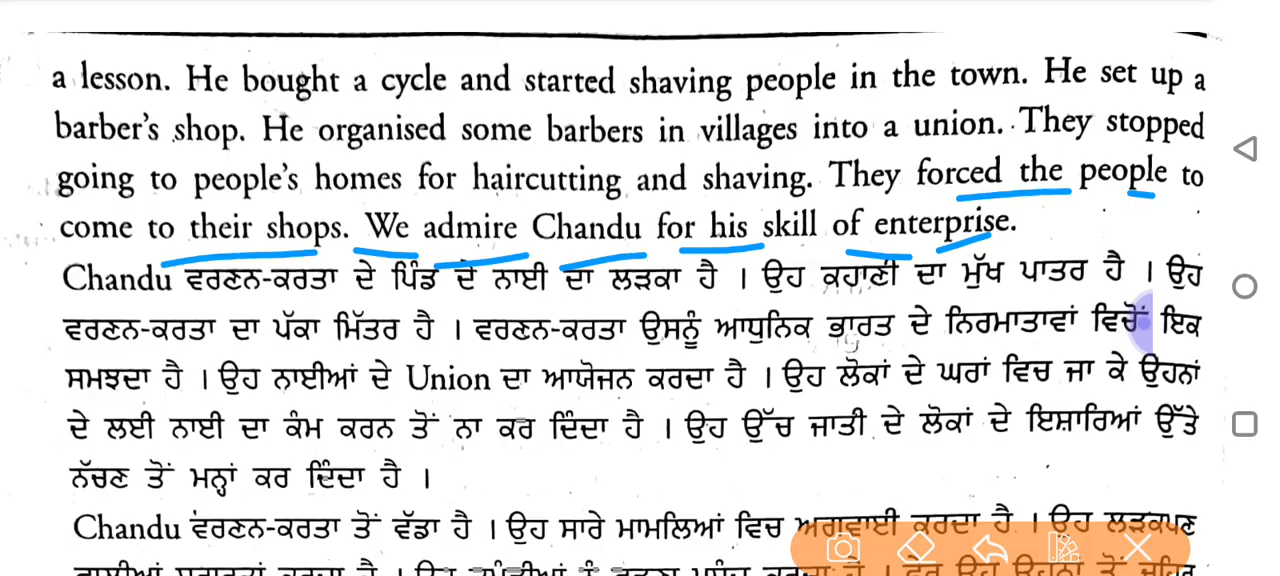 a lesson. He bought a cycle and started shaving people in the town. He set up a
barber's shop. He organised some barbers in villages into a union. They stopped
going to people's homes for haircutting and shaving. They forced the people to
come to their shops. We admire Chandu for his skill of enterprise.
Chandu ਵਰਣਨ-ਕਰਤਾ ਦੇ ਪਿੰਡ ਦੇ ਨਾਈ ਦਾ ਲੜਕਾ ਹੈ । ਉਹ ਕਹਾਣੀ ਦਾ ਮੁੱਖ ਪਾਤਰ ਹੈ । ਉਹ
ਵਰਣਨ-ਕਰਤਾ ਦਾ ਪੱਕਾ ਮਿੱਤਰ ਹੈ । ਵਰਣਨ-ਕਰਤਾ ਉਸਨੂੰ ਆਧੁਨਿਕ ਭਾਰਤ ਦੇ ਨਿਰਮਾਤਾਵਾਂ ਵਿਚੋਂ ਇਕ
ਸਮਝਦਾ ਹੈ । ਉਹ ਨਾਈਆਂ ਦੇ Union ਦਾ ਆਯੋਜਨ ਕਰਦਾ ਹੈ । ਉਹ ਲੋਕਾਂ ਦੇ ਘਰਾਂ ਵਿਚ ਜਾ ਕੇ ਉਹਨਾਂ
ਦੇ ਲਈ ਨਾਈ ਦਾ ਕੰਮ ਕਰਨ ਤੋਂ ਨਾ ਕਰ ਦਿੰਦਾ ਹੈ । ਉਹ ਉੱਚ ਜਾਤੀ ਦੇ ਲੋਕਾਂ ਦੇ ਇਸ਼ਾਰਿਆਂ ਉੱਤੇ
ਨੱਚਣ ਤੋਂ ਮਨ੍ਹਾਂ ਕਰ ਦਿੰਦਾ ਹੈ ।
Chandu ਵਰਣਨ-ਕਰਤਾ ਤੋਂ ਵੱਡਾ ਹੈ । ਉਹ ਸਾਰੇ ਮਾਮਲਿਆਂ ਵਿਚ ਅਗਵਾਈ ਕਰਦਾ ਹੈ । ਉਹ ਲੜਕਪਣ